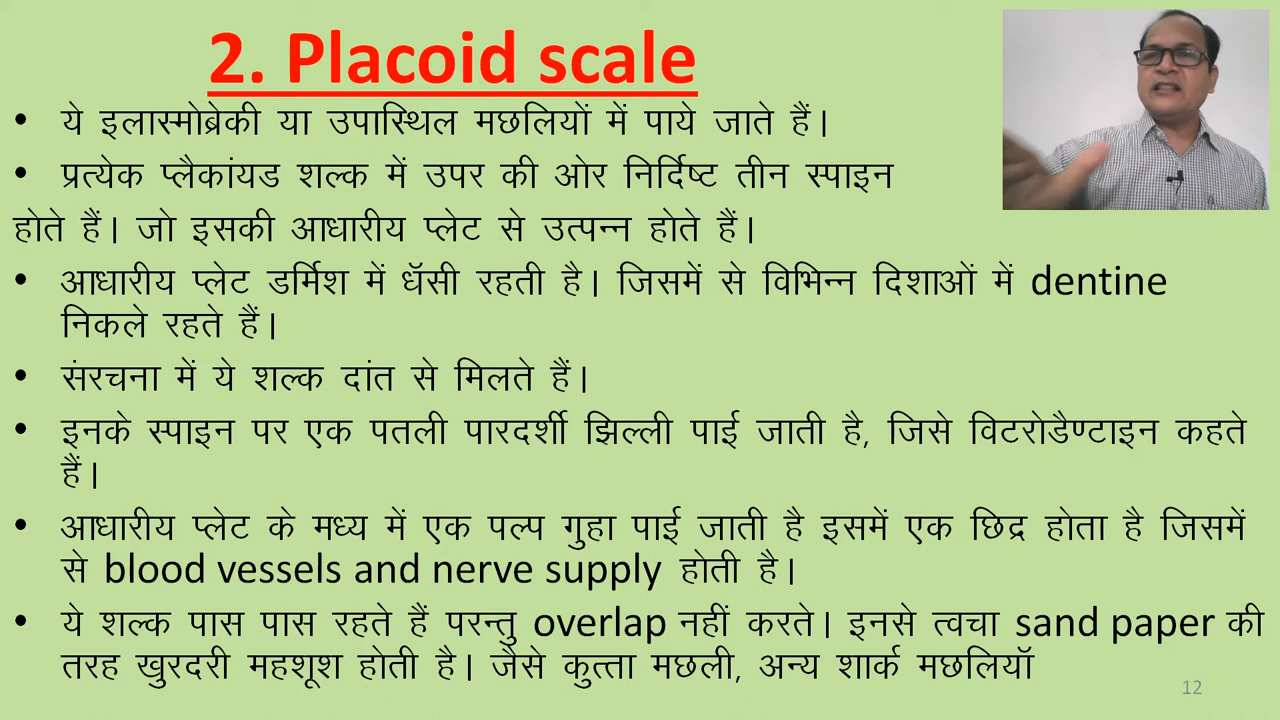 2. Placoid scale
• ये इलास्मोब्रेकी या उपास्थिल मछलियों में पाये जाते हैं।
• प्रत्येक प्लैकांयड शल्क में उपर की ओर निर्दिष्ट तीन स्पाइन
होते हैं। जो इसकी आधारीय प्लेट से उत्पन्न होते हैं।
• आधारीय प्लेट डर्मिश में धॅसी रहती है। जिसमें से विभिन्न दिशाओं में dentine
निकले रहते हैं।
• संरचना में ये शल्क दांत से मिलते हैं।
• इनके स्पाइन पर एक पतली पारदर्शी झिल्ली पाई जाती है, जिसे विटरोडैण्टाइन कहते
हैं।
• आधारीय प्लेट के मध्य में एक पल्प गुहा पाई जाती है इसमें एक छिद्र होता है जिसमें
से blood vessels and nerve supply होती है।
• ये शल्क पास पास रहते हैं परन्तु overlap नहीं करते। इनसे त्वचा sand paper की
तरह खुरदरी महशूश होती है। जैसे कुत्ता मछली, अन्य शार्क मछलियॉ
12